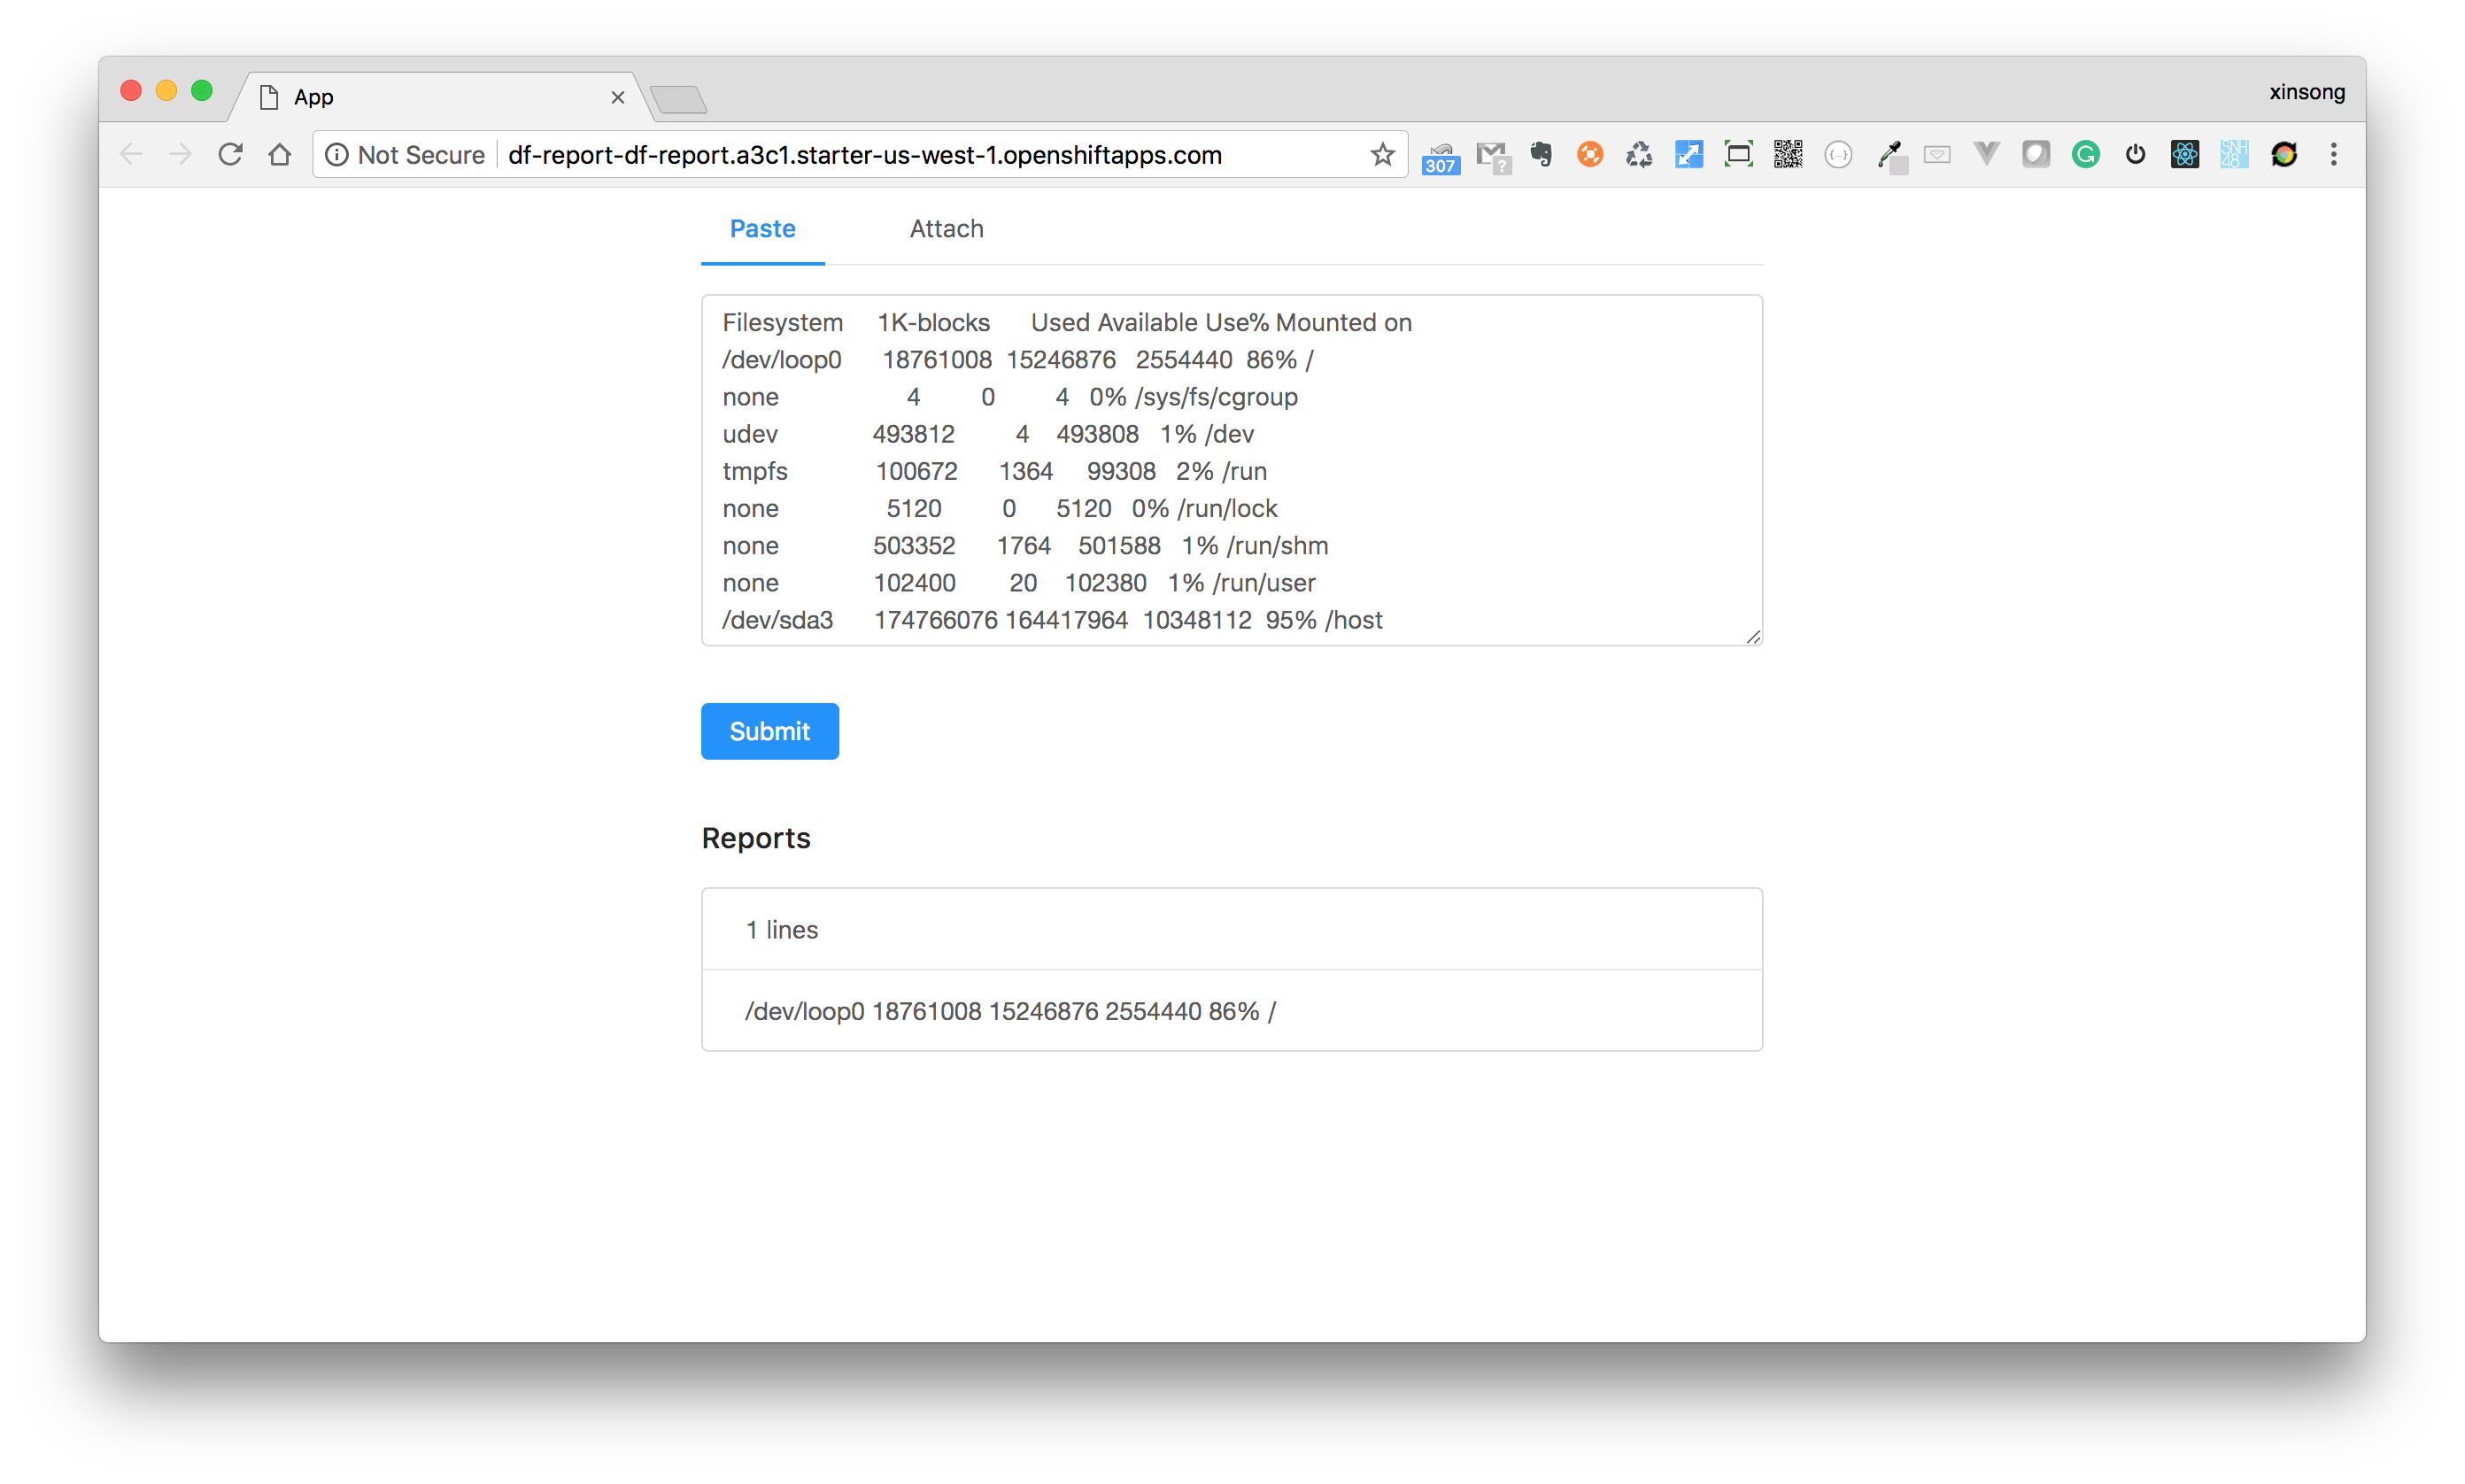 App
xinsong
Not Secure
df-report-df-report.a3c1.starter-us-west-1.openshiftapps.com
307
?
{...}
G
SNH
48
Paste Attach
Filesystem 1K-blocks Used Available Use% Mounted on
/dev/loop0 18761008 15246876 2554440 86% /
none 4 0 4 0% /sys/fs/cgroup
udev 493812 4 493808 1% /dev
tmpfs 100672 1364 99308 2% /run
none 5120 0 5120 0% /run/lock
none 503352 1764 501588 1% /run/shm
none 102400 20 102380 1% /run/user
/dev/sda3 174766076 164417964 10348112 95% /host
Submit
Reports
1 lines
/dev/loop0 18761008 15246876 2554440 86% /